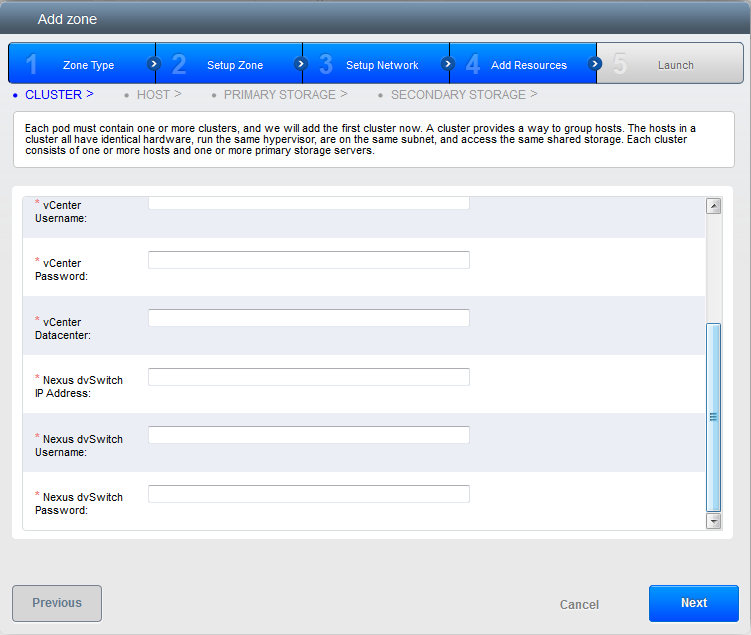 Add zone
1 Zone Type > 2 Setup Zone > 3 Setup Network > 4 Add Resources > 5 Launch
• CLUSTER > • HOST > • PRIMARY STORAGE > • SECONDARY STORAGE >
Each pod must contain one or more clusters, and we will add the first cluster now. A cluster provides a way to group hosts. The hosts in a
cluster all have identical hardware, run the same hypervisor, are on the same subnet, and access the same shared storage. Each cluster
consists of one or more hosts and one or more primary storage servers.
* vCenter
Username:
* vCenter
Password:
* vCenter
Datacenter:
* Nexus dvSwitch
IP Address:
* Nexus dvSwitch
Username:
* Nexus dvSwitch
Password:
Previous Cancel Next